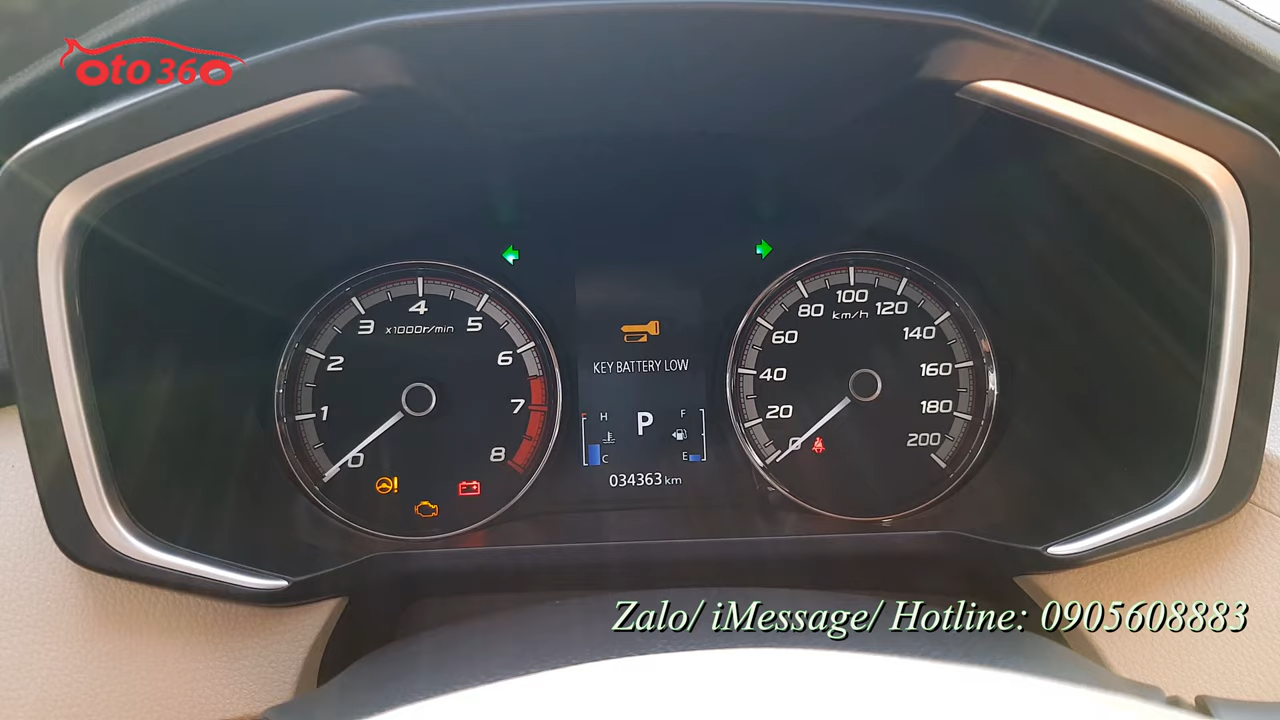 oto360
4
3
5
x1000r/min
2
6
1
7
0
8
KEY BATTERY LOW
H
P
F
C
E
034363 km
100
80
120
km/h
60
140
40
160
20
180
0
200
Zalo/ iMessage/ Hotline: 0905608883